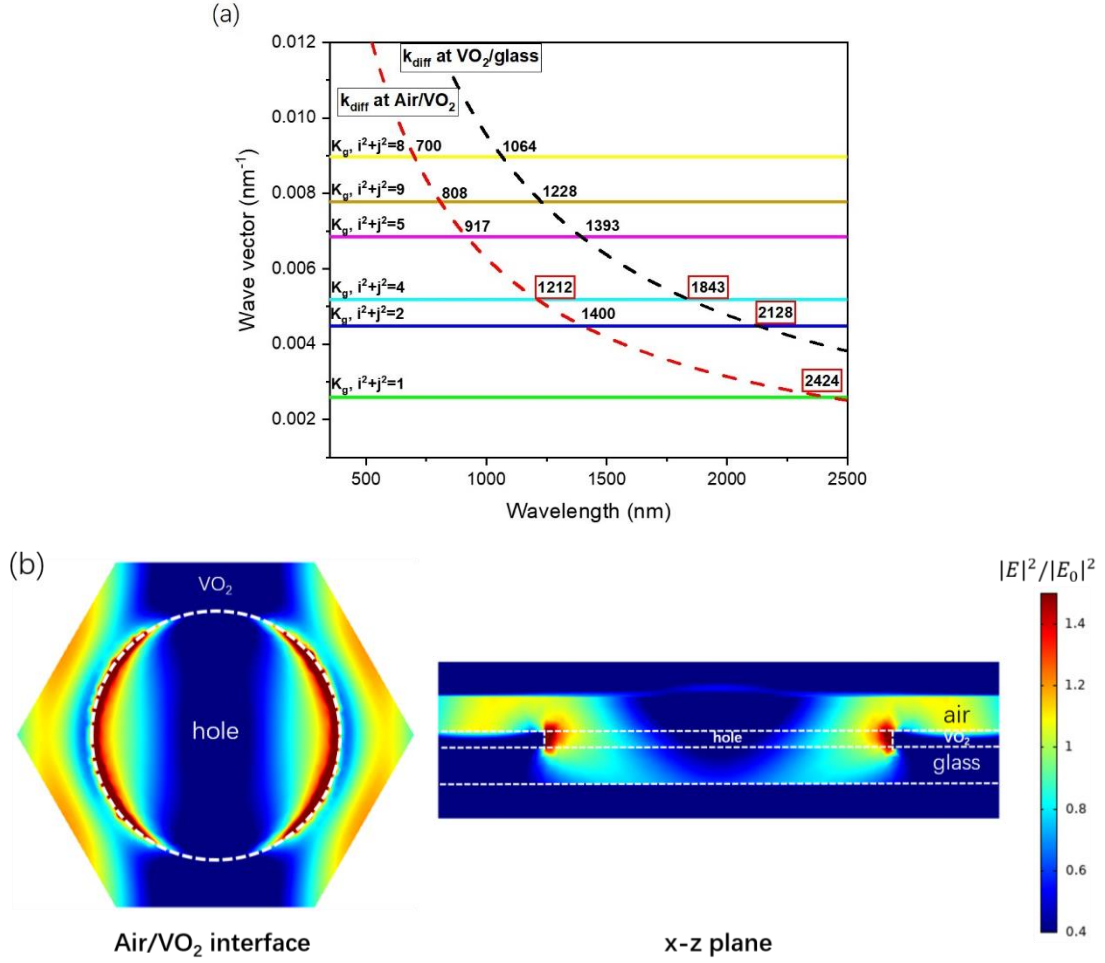 (a)
0.012
0.010
0.008
0.006
0.004
0.002
Wave vector (nm⁻¹)
k_diff at VO₂/glass
k_diff at Air/VO₂
K_g, i²+j²=8 700 1064
K_g, i²+j²=9 808 1228
K_g, i²+j²=5 917 1393
K_g, i²+j²=4 1212 1843
K_g, i²+j²=2 1400 2128
K_g, i²+j²=1 2424
500 1000 1500 2000 2500
Wavelength (nm)
(b)
VO₂
hole
Air/VO₂ interface
air
hole VO₂
glass
x-z plane
|E|²/|E₀|²
1.4
1.2
1
0.8
0.6
0.4